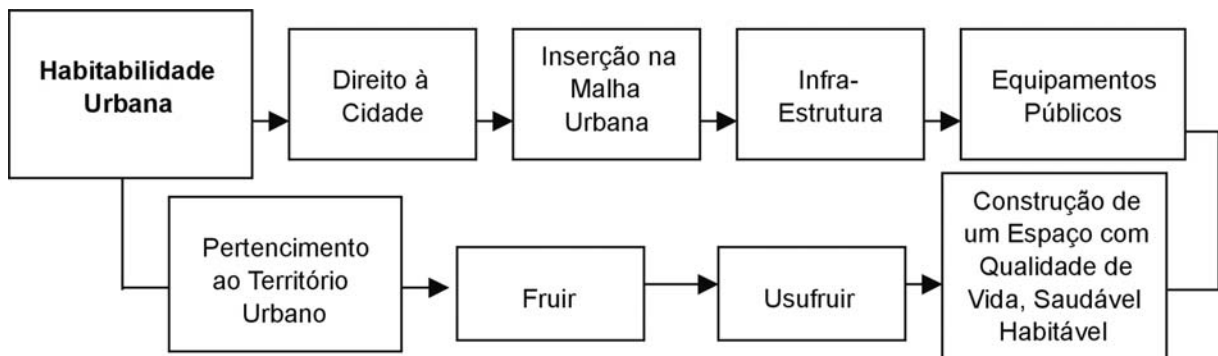 Habitabilidade
Urbana
Direito à
Cidade
Inserção na
Malha
Urbana
Infra-
Estrutura
Equipamentos
Públicos
Pertencimento
ao Território
Urbano
Fruir
Usufruir
Construção de
um Espaço com
Qualidade de
Vida, Saudável
Habitável